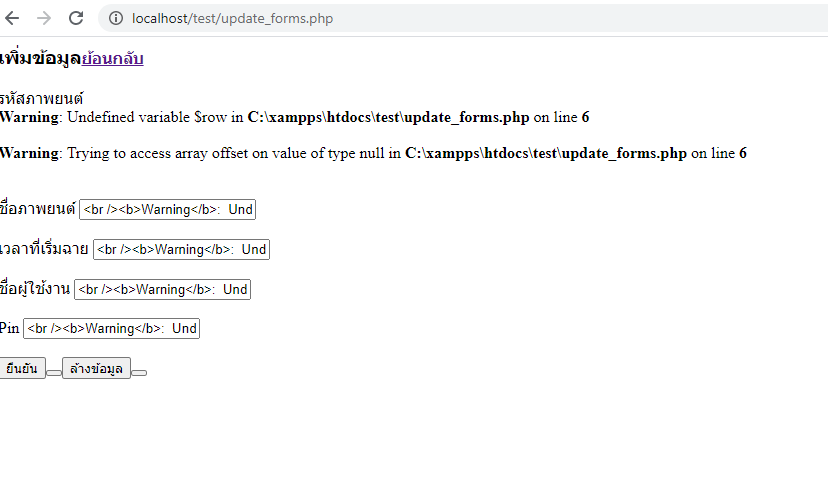 localhost/test/update_forms.php
เพิ่มข้อมูลย้อนกลับ
รหัสภาพยนต์
Warning: Undefined variable $row in C:\xampps\htdocs\test\update_forms.php on line 6
Warning: Trying to access array offset on value of type null in C:\xampps\htdocs\test\update_forms.php on line 6
ชื่อภาพยนต์ <br /><b>Warning</b>:  Und
เวลาที่เริ่มฉาย <br /><b>Warning</b>:  Und
ชื่อผู้ใช้งาน <br /><b>Warning</b>:  Und
Pin <br /><b>Warning</b>:  Und
ยืนยัน ล้างข้อมูล